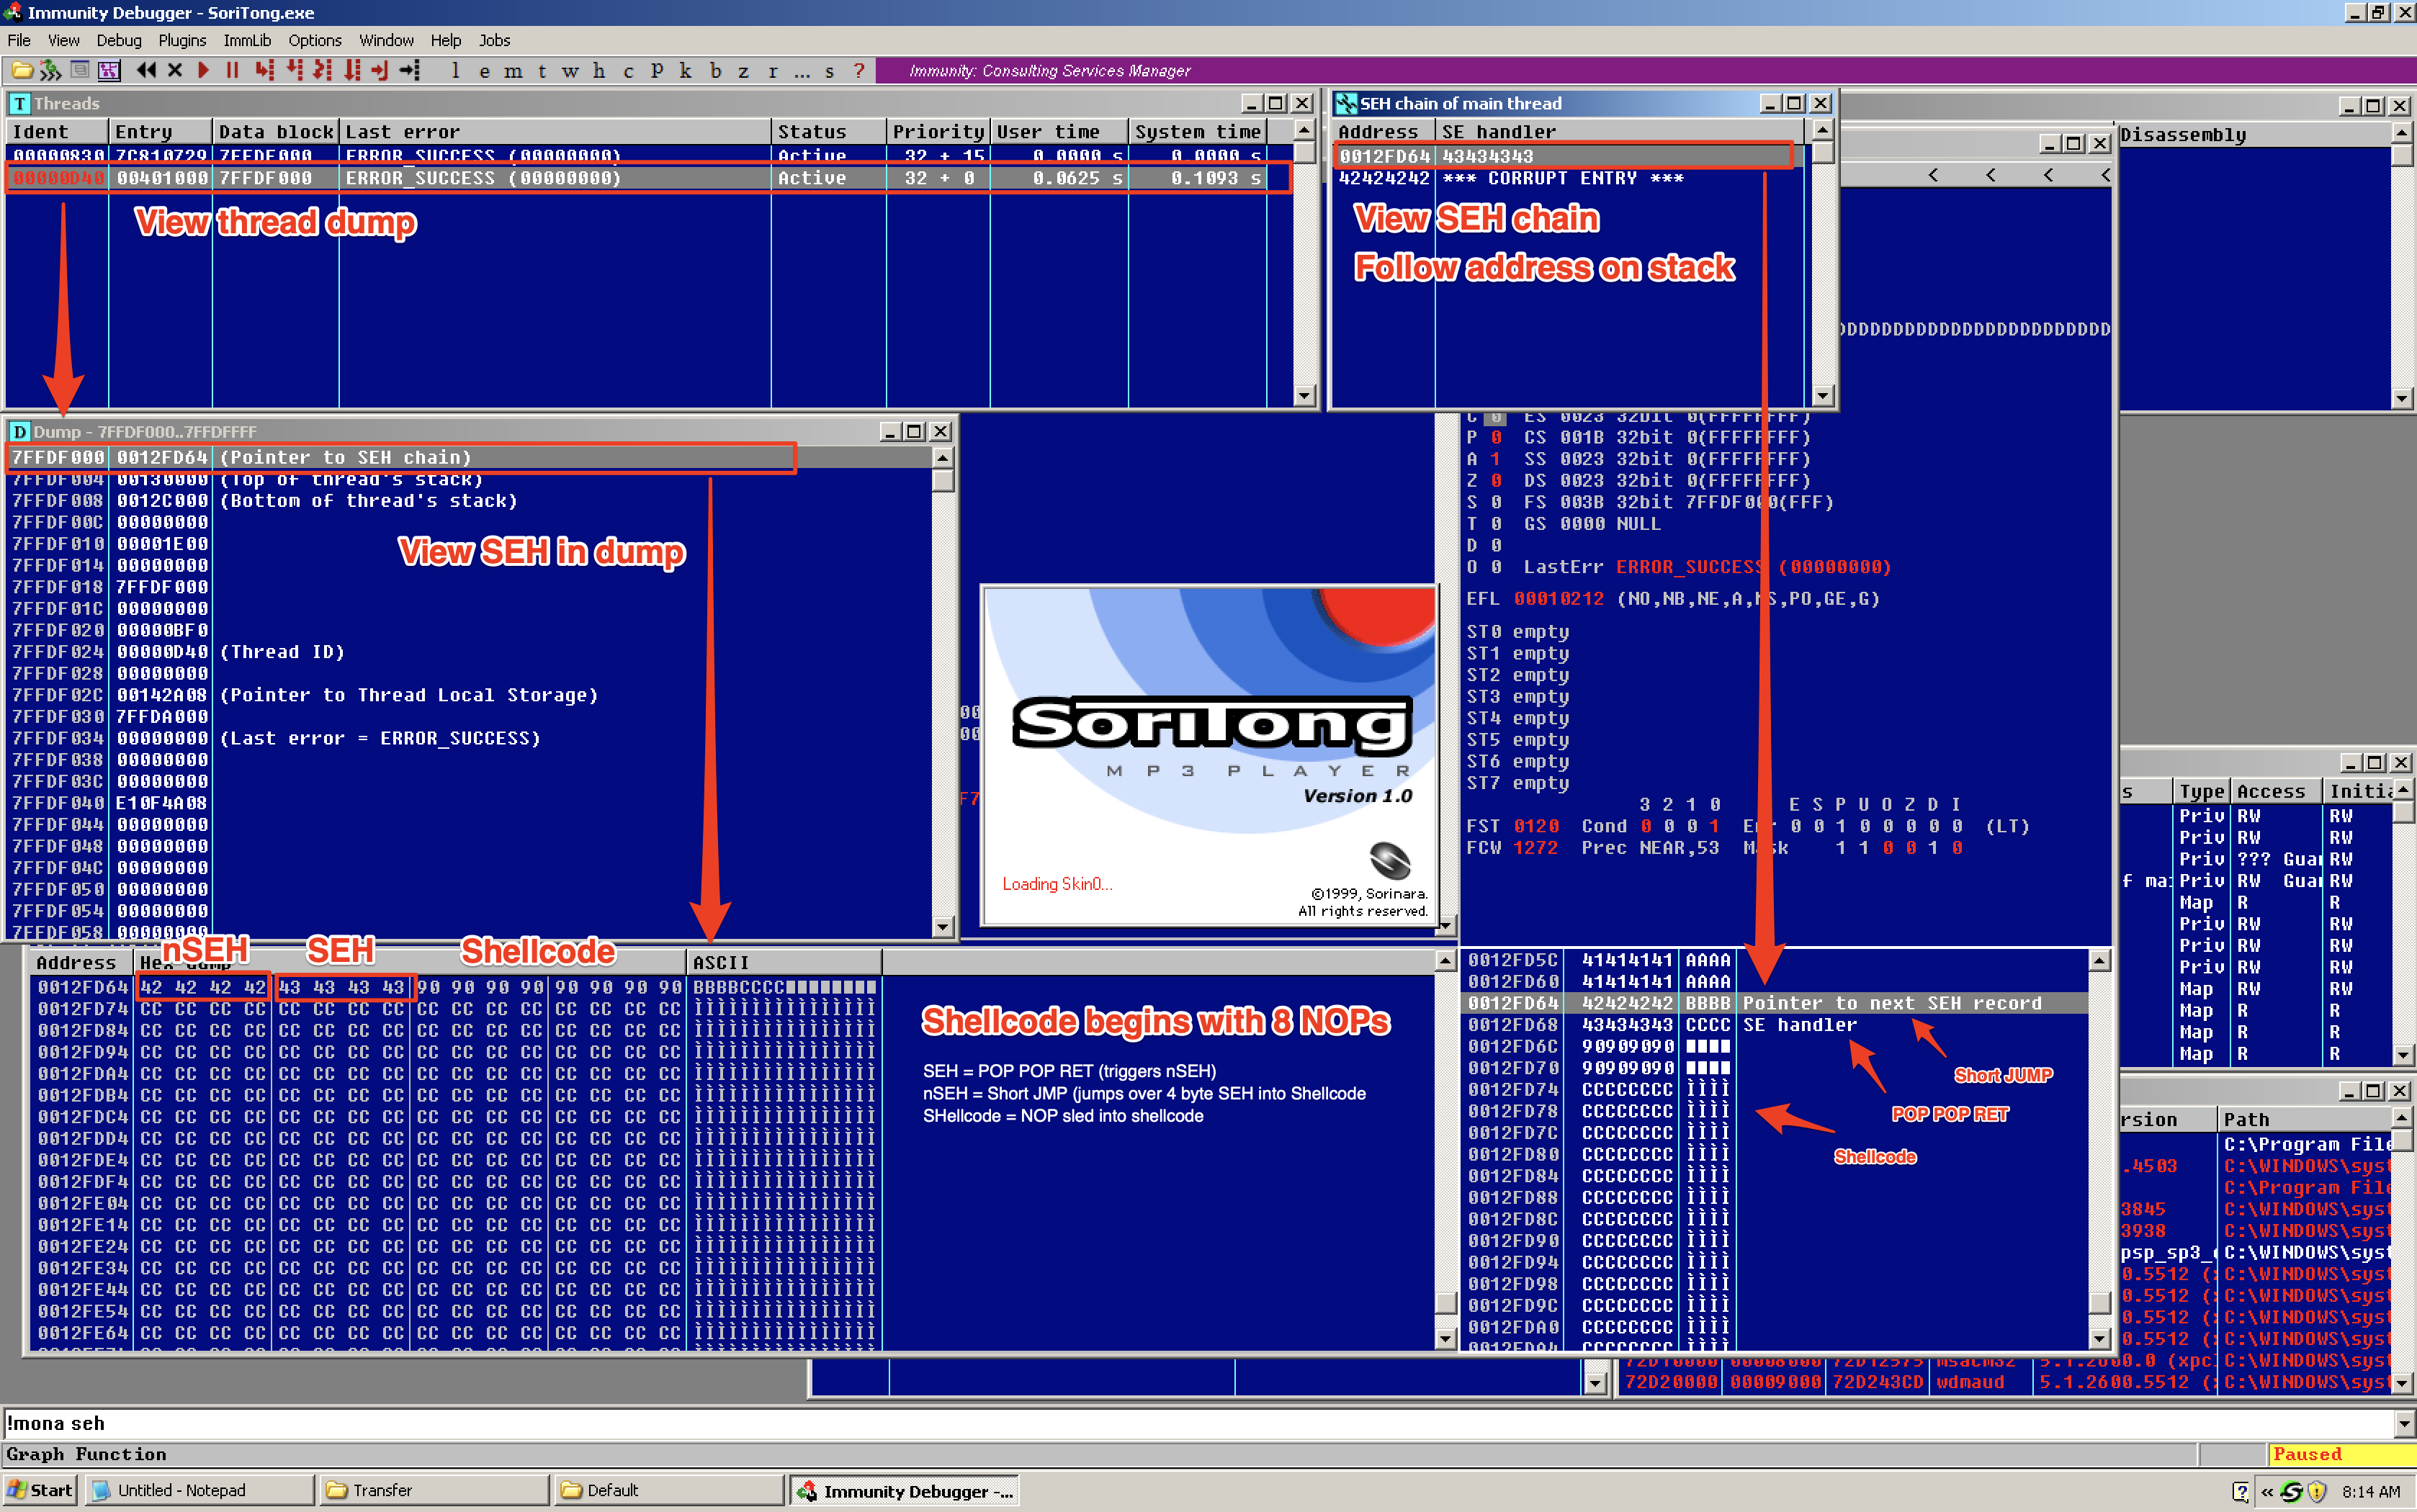 Immunity Debugger - SoriTong.exe
File View Debug Plugins ImmLib Options Window Help Jobs
l e m t w h c P k b z r ... s ? Immunity: Consulting Services Manager
Threads
Ident Entry Data block Last error Status Priority User time System time
00000830 7C810729 7FFDF000 ERROR_SUCCESS (00000000) Active 32 + 15 0.0000 s 0.0000 s
00000D40 00401000 7FFDF000 ERROR_SUCCESS (00000000) Active 32 + 0 0.0625 s 0.1093 s
View thread dump
SEH chain of main thread
Address SE handler
0012FD64 43434343
42424242 *** CORRUPT ENTRY ***
View SEH chain
Follow address on stack
Disassembly
< < < <
DDDDDDDDDDDDDDDDDDDDDDD
Dump - 7FFDF000..7FFDFFFF
7FFDF000 0012FD64 (Pointer to SEH chain)
7FFDF004 00130000 (Top of thread's stack)
7FFDF008 0012C000 (Bottom of thread's stack)
7FFDF00C 00000000
7FFDF010 00001E00
7FFDF014 00000000
7FFDF018 7FFDF000
7FFDF01C 00000000
7FFDF020 00000BF0
7FFDF024 00000D40 (Thread ID)
7FFDF028 00000000
7FFDF02C 00142A08 (Pointer to Thread Local Storage)
7FFDF030 7FFDA000
7FFDF034 00000000 (Last error = ERROR_SUCCESS)
7FFDF038 00000000
7FFDF03C 00000000
7FFDF040 E10F4A08
7FFDF044 00000000
7FFDF048 00000000
7FFDF04C 00000000
7FFDF050 00000000
7FFDF054 00000000
7FFDF058 00000000
View SEH in dump
00
00
F7
SoriTong
MP3 PLAYER
Version 1.0
Loading Skin0...
©1999, Sorinara.
All rights reserved.
C 0 ES 0023 32bit 0(FFFFFFFF)
P 0 CS 001B 32bit 0(FFFFFFFF)
A 1 SS 0023 32bit 0(FFFFFFFF)
Z 0 DS 0023 32bit 0(FFFFFFFF)
S 0 FS 003B 32bit 7FFDF000(FFF)
T 0 GS 0000 NULL
D 0
O 0 LastErr ERROR_SUCCESS (00000000)
EFL 00010212 (NO,NB,NE,A,NS,PO,GE,G)
ST0 empty
ST1 empty
ST2 empty
ST3 empty
ST4 empty
ST5 empty
ST6 empty
ST7 empty
3 2 1 0 E S P U O Z D I
FST 0120 Cond 0 0 0 1 Err 0 0 1 0 0 0 0 0 (LT)
FCW 1272 Prec NEAR,53 Mask 1 1 0 0 1 0
s Type Access Initia
Priv RW RW
Priv RW RW
Priv ??? Guar RW
f ma: Priv RW Guar RW
Map R R
Priv RW RW
Priv RW RW
Priv RW RW
Map RW RW
Map R R
Map R R
Map R R
nSEH SEH Shellcode
Address Hex dump ASCII
0012FD64 42 42 42 42 43 43 43 43 90 90 90 90 90 90 90 90 BBBBCCCC
0012FD74 CC CC CC CC CC CC CC CC CC CC CC CC CC CC CC CC ÌÌÌÌÌÌÌÌÌÌÌÌÌÌÌÌ
0012FD84 CC CC CC CC CC CC CC CC CC CC CC CC CC CC CC CC ÌÌÌÌÌÌÌÌÌÌÌÌÌÌÌÌ
0012FD94 CC CC CC CC CC CC CC CC CC CC CC CC CC CC CC CC ÌÌÌÌÌÌÌÌÌÌÌÌÌÌÌÌ
0012FDA4 CC CC CC CC CC CC CC CC CC CC CC CC CC CC CC CC ÌÌÌÌÌÌÌÌÌÌÌÌÌÌÌÌ
0012FDB4 CC CC CC CC CC CC CC CC CC CC CC CC CC CC CC CC ÌÌÌÌÌÌÌÌÌÌÌÌÌÌÌÌ
0012FDC4 CC CC CC CC CC CC CC CC CC CC CC CC CC CC CC CC ÌÌÌÌÌÌÌÌÌÌÌÌÌÌÌÌ
0012FDD4 CC CC CC CC CC CC CC CC CC CC CC CC CC CC CC CC ÌÌÌÌÌÌÌÌÌÌÌÌÌÌÌÌ
0012FDE4 CC CC CC CC CC CC CC CC CC CC CC CC CC CC CC CC ÌÌÌÌÌÌÌÌÌÌÌÌÌÌÌÌ
0012FDF4 CC CC CC CC CC CC CC CC CC CC CC CC CC CC CC CC ÌÌÌÌÌÌÌÌÌÌÌÌÌÌÌÌ
0012FE04 CC CC CC CC CC CC CC CC CC CC CC CC CC CC CC CC ÌÌÌÌÌÌÌÌÌÌÌÌÌÌÌÌ
0012FE14 CC CC CC CC CC CC CC CC CC CC CC CC CC CC CC CC ÌÌÌÌÌÌÌÌÌÌÌÌÌÌÌÌ
0012FE24 CC CC CC CC CC CC CC CC CC CC CC CC CC CC CC CC ÌÌÌÌÌÌÌÌÌÌÌÌÌÌÌÌ
0012FE34 CC CC CC CC CC CC CC CC CC CC CC CC CC CC CC CC ÌÌÌÌÌÌÌÌÌÌÌÌÌÌÌÌ
0012FE44 CC CC CC CC CC CC CC CC CC CC CC CC CC CC CC CC ÌÌÌÌÌÌÌÌÌÌÌÌÌÌÌÌ
0012FE54 CC CC CC CC CC CC CC CC CC CC CC CC CC CC CC CC ÌÌÌÌÌÌÌÌÌÌÌÌÌÌÌÌ
0012FE64 CC CC CC CC CC CC CC CC CC CC CC CC CC CC CC CC ÌÌÌÌÌÌÌÌÌÌÌÌÌÌÌÌ
Shellcode begins with 8 NOPs
SEH = POP POP RET (triggers nSEH)
nSEH = Short JMP (jumps over 4 byte SEH into Shellcode
SHellcode = NOP sled into shellcode
0012FD5C 41414141 AAAA
0012FD60 41414141 AAAA
0012FD64 42424242 BBBB Pointer to next SEH record
0012FD68 43434343 CCCC SE handler
0012FD6C 90909090
0012FD70 90909090
0012FD74 CCCCCCCC ÌÌÌÌ
0012FD78 CCCCCCCC ÌÌÌÌ
0012FD7C CCCCCCCC ÌÌÌÌ
0012FD80 CCCCCCCC ÌÌÌÌ
0012FD84 CCCCCCCC ÌÌÌÌ
0012FD88 CCCCCCCC ÌÌÌÌ
0012FD8C CCCCCCCC ÌÌÌÌ
0012FD90 CCCCCCCC ÌÌÌÌ
0012FD94 CCCCCCCC ÌÌÌÌ
0012FD98 CCCCCCCC ÌÌÌÌ
0012FD9C CCCCCCCC ÌÌÌÌ
0012FDA0 CCCCCCCC ÌÌÌÌ
0012FDA4 CCCCCCCC ÌÌÌÌ
Short JUMP
POP POP RET
Shellcode
rsion Path
C:\Program File
.4503 C:\WINDOWS\syst
C:\Program File
3845 C:\WINDOWS\syst
3938 C:\WINDOWS\syst
psp_sp3_ C:\WINDOWS\syst
0.5512 (: C:\WINDOWS\syst
0.5512 (: C:\WINDOWS\syst
0.5512 (: C:\WINDOWS\syst
0.5512 (: C:\WINDOWS\syst
72D10000 00008000 72D12575 msacm32 5.1.2600.0 (xpc C:\WINDOWS\syst
72D20000 00009000 72D243CD wdmaud 5.1.2600.5512 (: C:\WINDOWS\syst
!mona seh
Graph Function
Paused
Start Untitled - Notepad Transfer Default Immunity Debugger -... « 8:14 AM